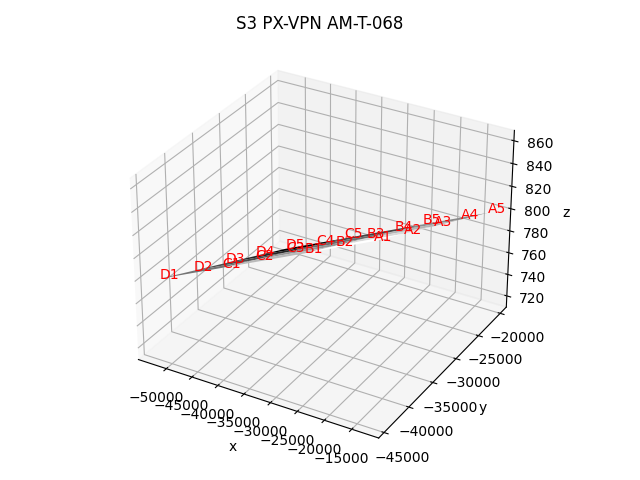 S3 PX-VPN AM-T-068
860
840
820
800
780
760
740
720
z
A5
A4
A3
B5
A2
B4
A1
B3
C5
B2
C4
B1
D5
C3
C2
D4
C1
D3
D2
D1
−20000
−25000
−30000
−35000
−40000
−45000
y
−50000
−45000
−40000
−35000
−30000
−25000
−20000
−15000
x